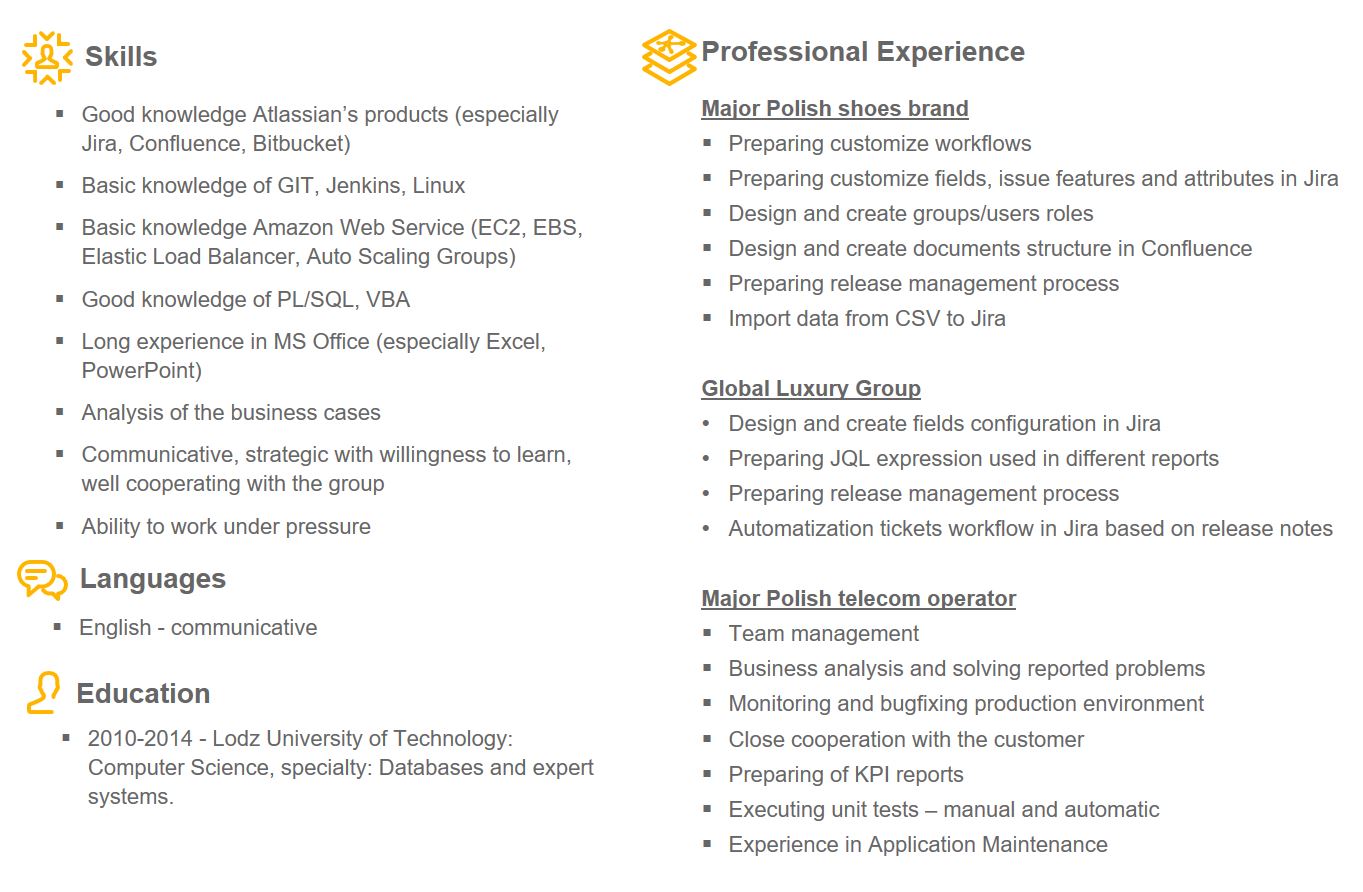 Skills
▪ Good knowledge Atlassian’s products (especially
Jira, Confluence, Bitbucket)
▪ Basic knowledge of GIT, Jenkins, Linux
▪ Basic knowledge Amazon Web Service (EC2, EBS,
Elastic Load Balancer, Auto Scaling Groups)
▪ Good knowledge of PL/SQL, VBA
▪ Long experience in MS Office (especially Excel,
PowerPoint)
▪ Analysis of the business cases
▪ Communicative, strategic with willingness to learn,
well cooperating with the group
▪ Ability to work under pressure
Languages
▪ English - communicative
Education
▪ 2010-2014 - Lodz University of Technology:
Computer Science, specialty: Databases and expert
systems.
Professional Experience
Major Polish shoes brand
▪ Preparing customize workflows
▪ Preparing customize fields, issue features and attributes in Jira
▪ Design and create groups/users roles
▪ Design and create documents structure in Confluence
▪ Preparing release management process
▪ Import data from CSV to Jira
Global Luxury Group
• Design and create fields configuration in Jira
• Preparing JQL expression used in different reports
• Preparing release management process
• Automatization tickets workflow in Jira based on release notes
Major Polish telecom operator
▪ Team management
▪ Business analysis and solving reported problems
▪ Monitoring and bugfixing production environment
▪ Close cooperation with the customer
▪ Preparing of KPI reports
▪ Executing unit tests – manual and automatic
▪ Experience in Application Maintenance